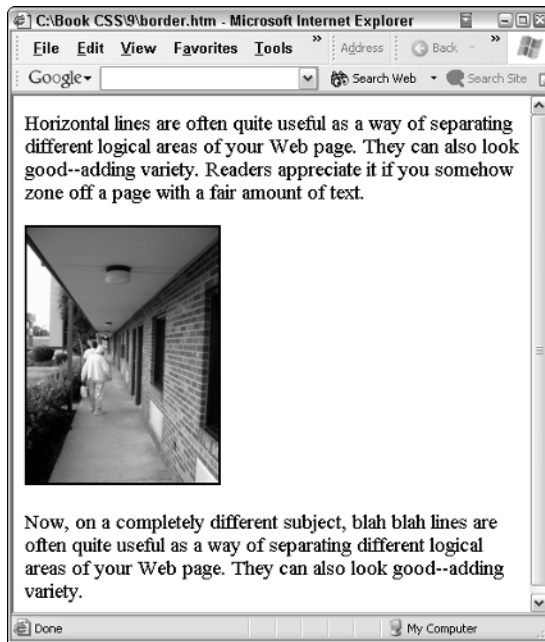 C:\Book CSS\9\border.htm - Microsoft Internet Explorer
File Edit View Favorites Tools » Address Back »
Google Search Web Search Site
Horizontal lines are often quite useful as a way of separating
different logical areas of your Web page. They can also look
good--adding variety. Readers appreciate it if you somehow
zone off a page with a fair amount of text.
Now, on a completely different subject, blah blah lines are
often quite useful as a way of separating different logical
areas of your Web page. They can also look good--adding
variety.
Done My Computer